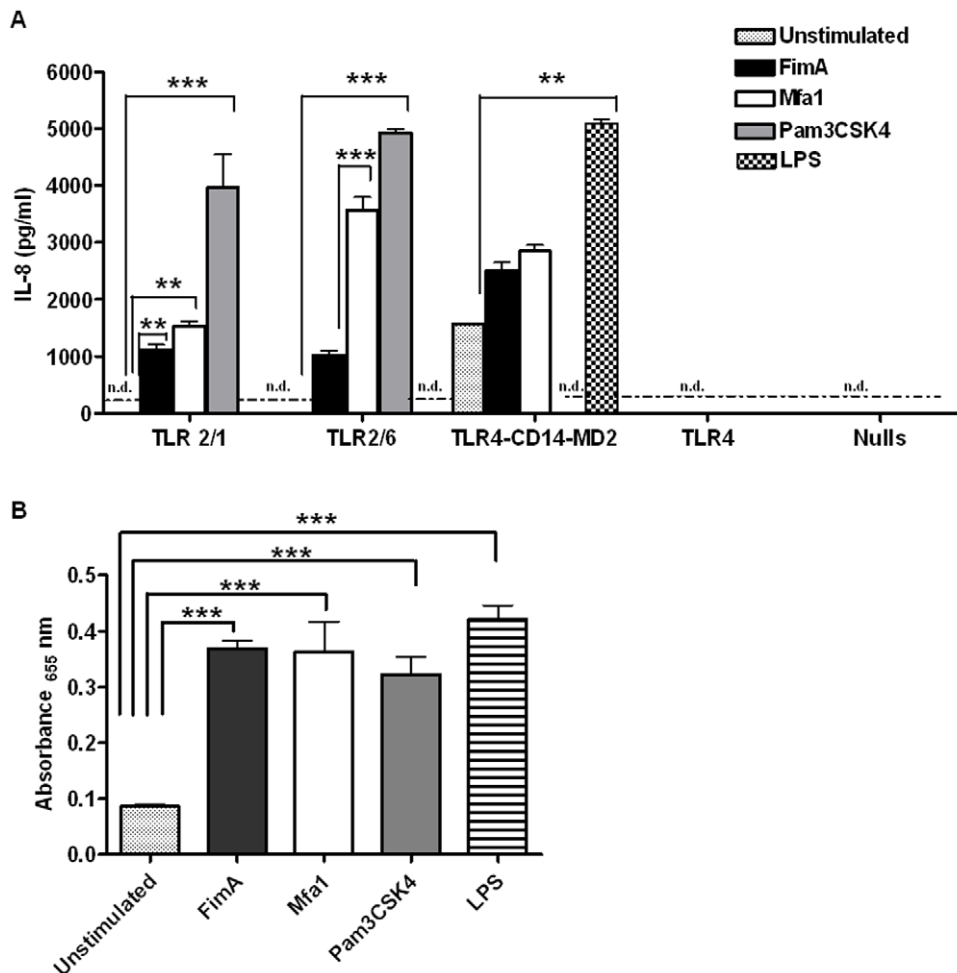 A
Unstimulated
FimA
Mfa1
Pam3CSK4
LPS
6000
5000
4000
3000
2000
1000
0
IL-8 (pg/ml)
*** *** **
***
**
**
n.d. n.d. n.d. n.d. n.d. n.d.
TLR 2/1 TLR2/6 TLR4-CD14-MD2 TLR4 Nulls
B
***
***
***
***
0.5
0.4
0.3
0.2
0.1
0.0
Absorbance 655 nm
Unstimulated
FimA
Mfa1
Pam3CSK4
LPS